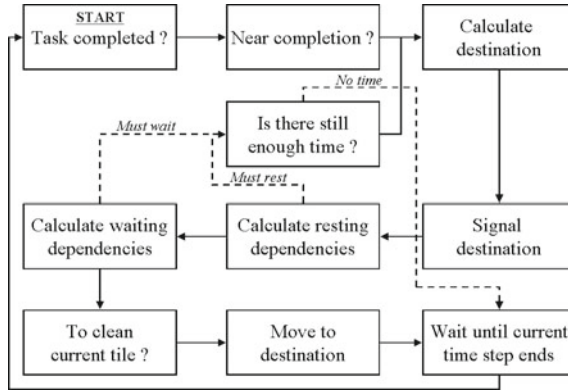 START
Task completed ?
Near completion ?
Calculate
destination
No time
Must wait
Is there still
enough time ?
Must rest
Calculate waiting
dependencies
Calculate resting
dependencies
Signal
destination
To clean
current tile ?
Move to
destination
Wait until current
time step ends